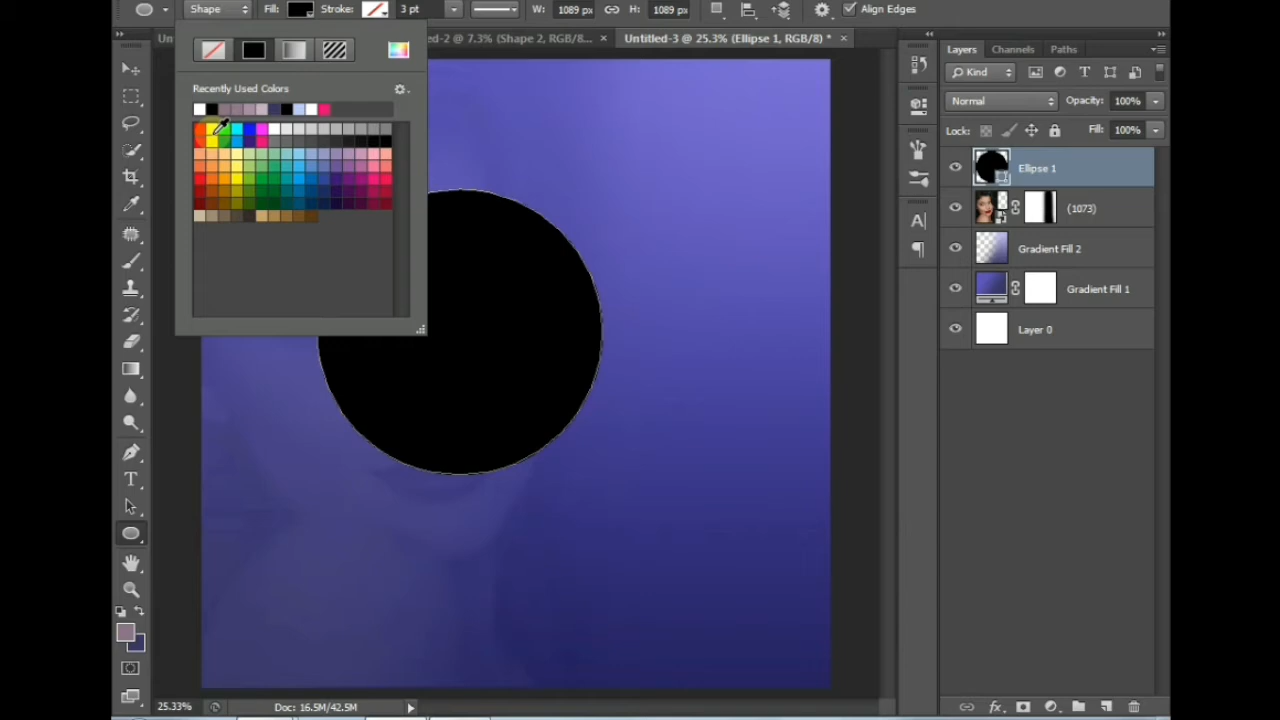 Shape Fill: Stroke: 3 pt W: 1089 px H: 1089 px Align Edges
Un
ed-2 @ 7.3% (Shape 2, RGB/8... × Untitled-3 @ 25.3% (Ellipse 1, RGB/8) * ×
Recently Used Colors
Layers Channels Paths
Kind
Normal Opacity: 100%
Lock: Fill: 100%
Ellipse 1
(1073)
Gradient Fill 2
Gradient Fill 1
Layer 0
25.33% Doc: 16.5M/42.5M